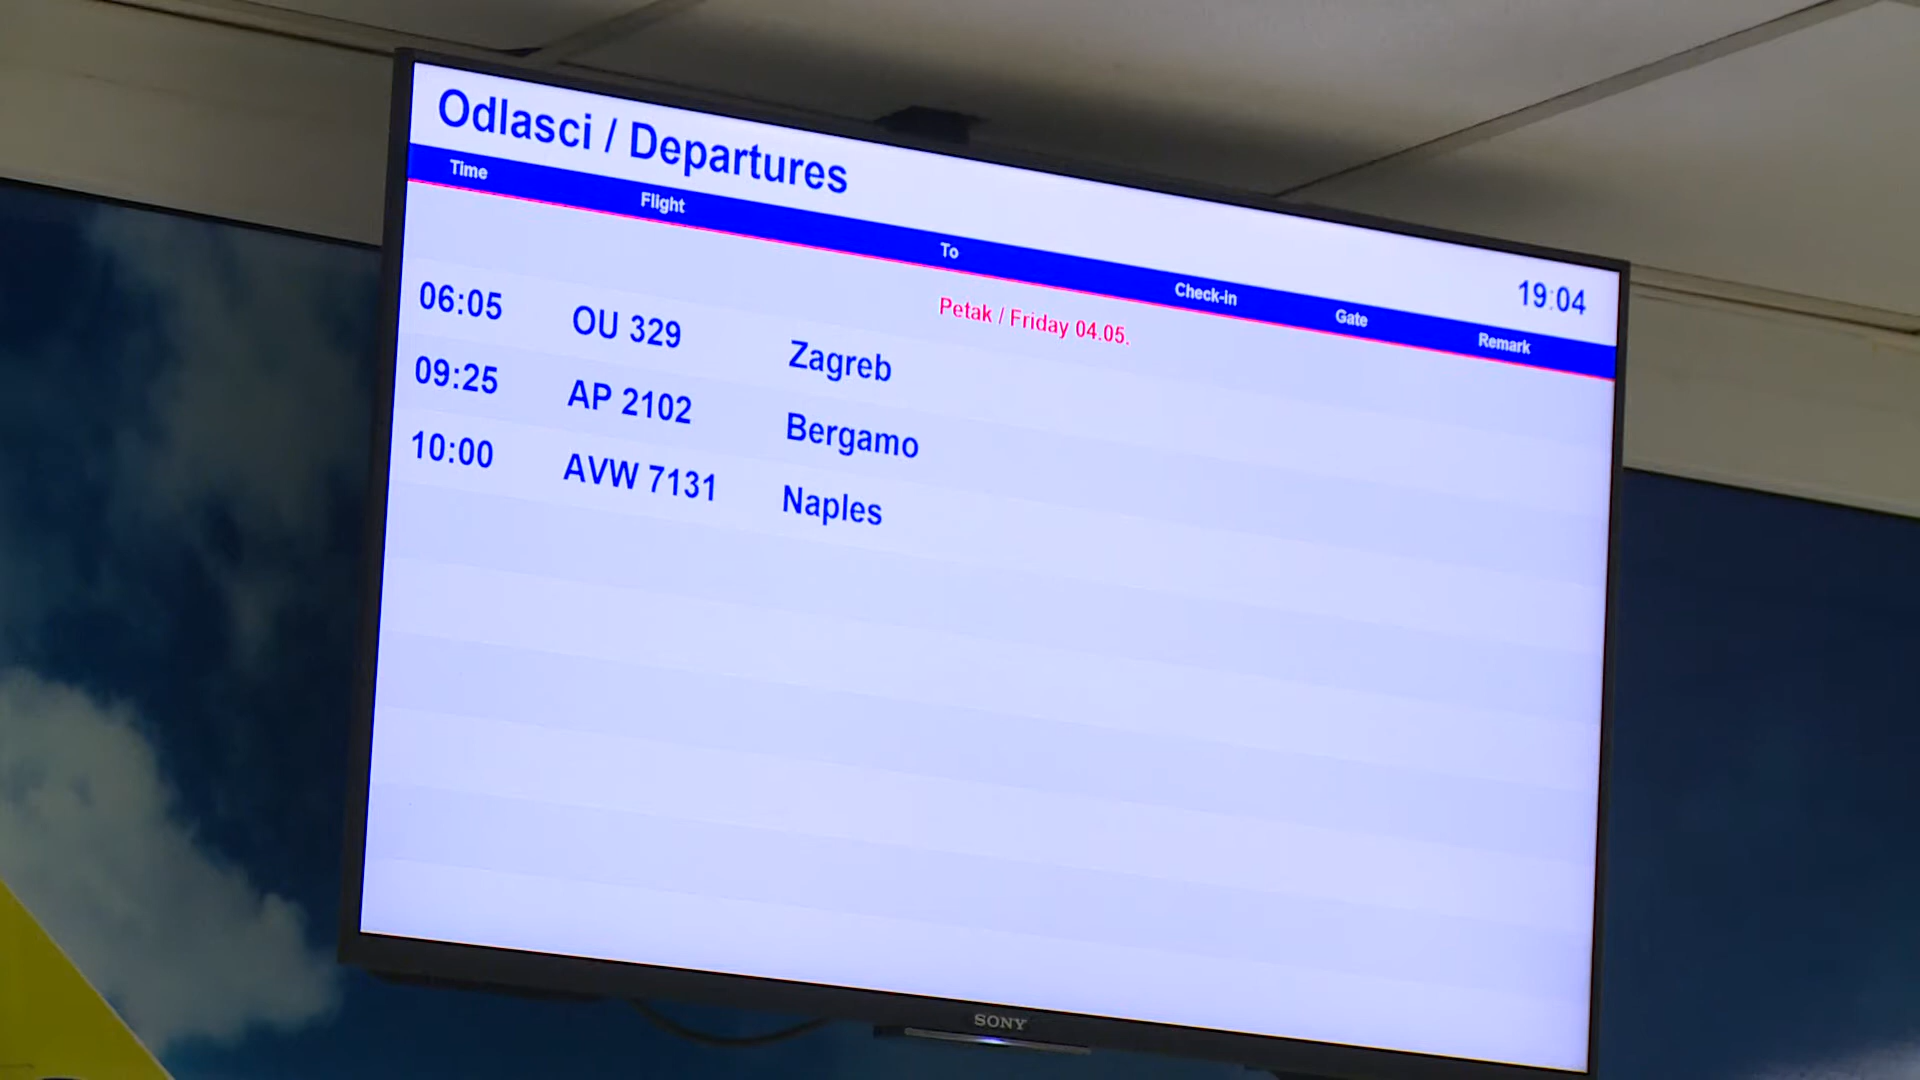 Odlasci / Departures
19:04
Time Flight To Check-in Gate Remark
Petak / Friday 04.05.
06:05 OU 329 Zagreb
09:25 AP 2102 Bergamo
10:00 AVW 7131 Naples
SONY